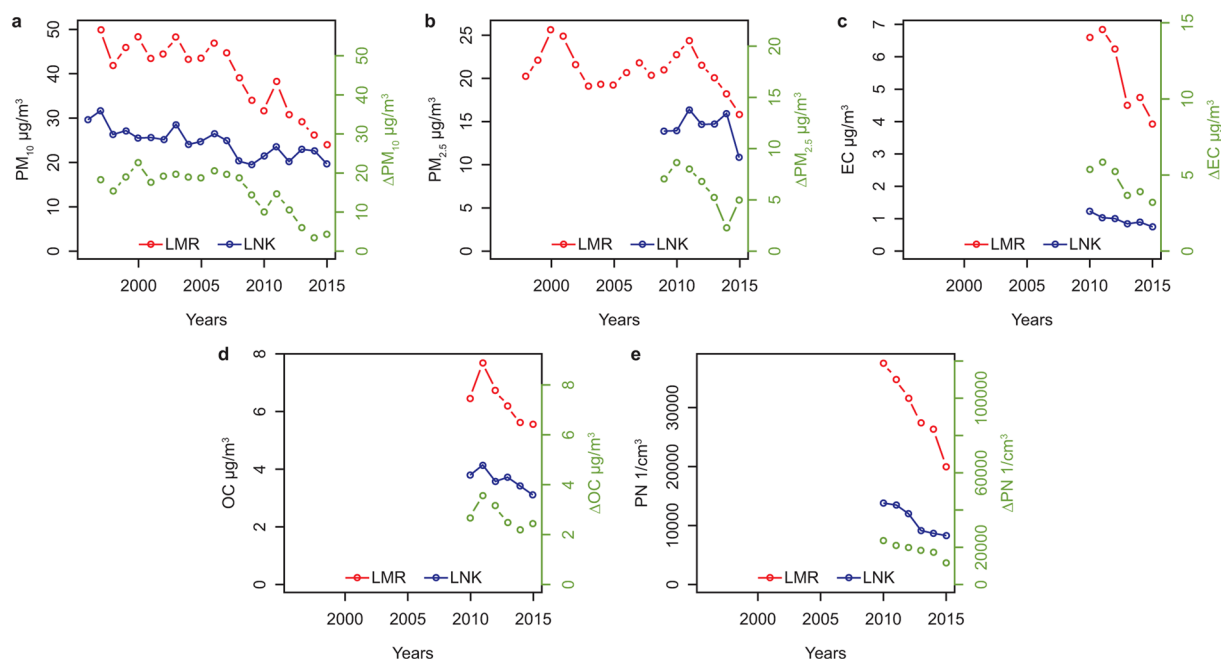 a
PM10 µg/m³
0 10 20 30 40 50
ΔPM10 µg/m³
0 10 20 30 40 50
LMR LNK
2000 2005 2010 2015
Years
b
PM2.5 µg/m³
0 5 10 15 20 25
ΔPM2.5 µg/m³
0 5 10 15 20
LMR LNK
2000 2005 2010 2015
Years
c
EC µg/m³
0 1 2 3 4 5 6 7
ΔEC µg/m³
0 5 10 15
LMR LNK
2000 2005 2010 2015
Years
d
OC µg/m³
0 2 4 6 8
ΔOC µg/m³
0 2 4 6 8
LMR LNK
2000 2005 2010 2015
Years
e
PN 1/cm³
0 10000 20000 30000
ΔPN 1/cm³
0 20000 60000 100000
LMR LNK
2000 2005 2010 2015
Years